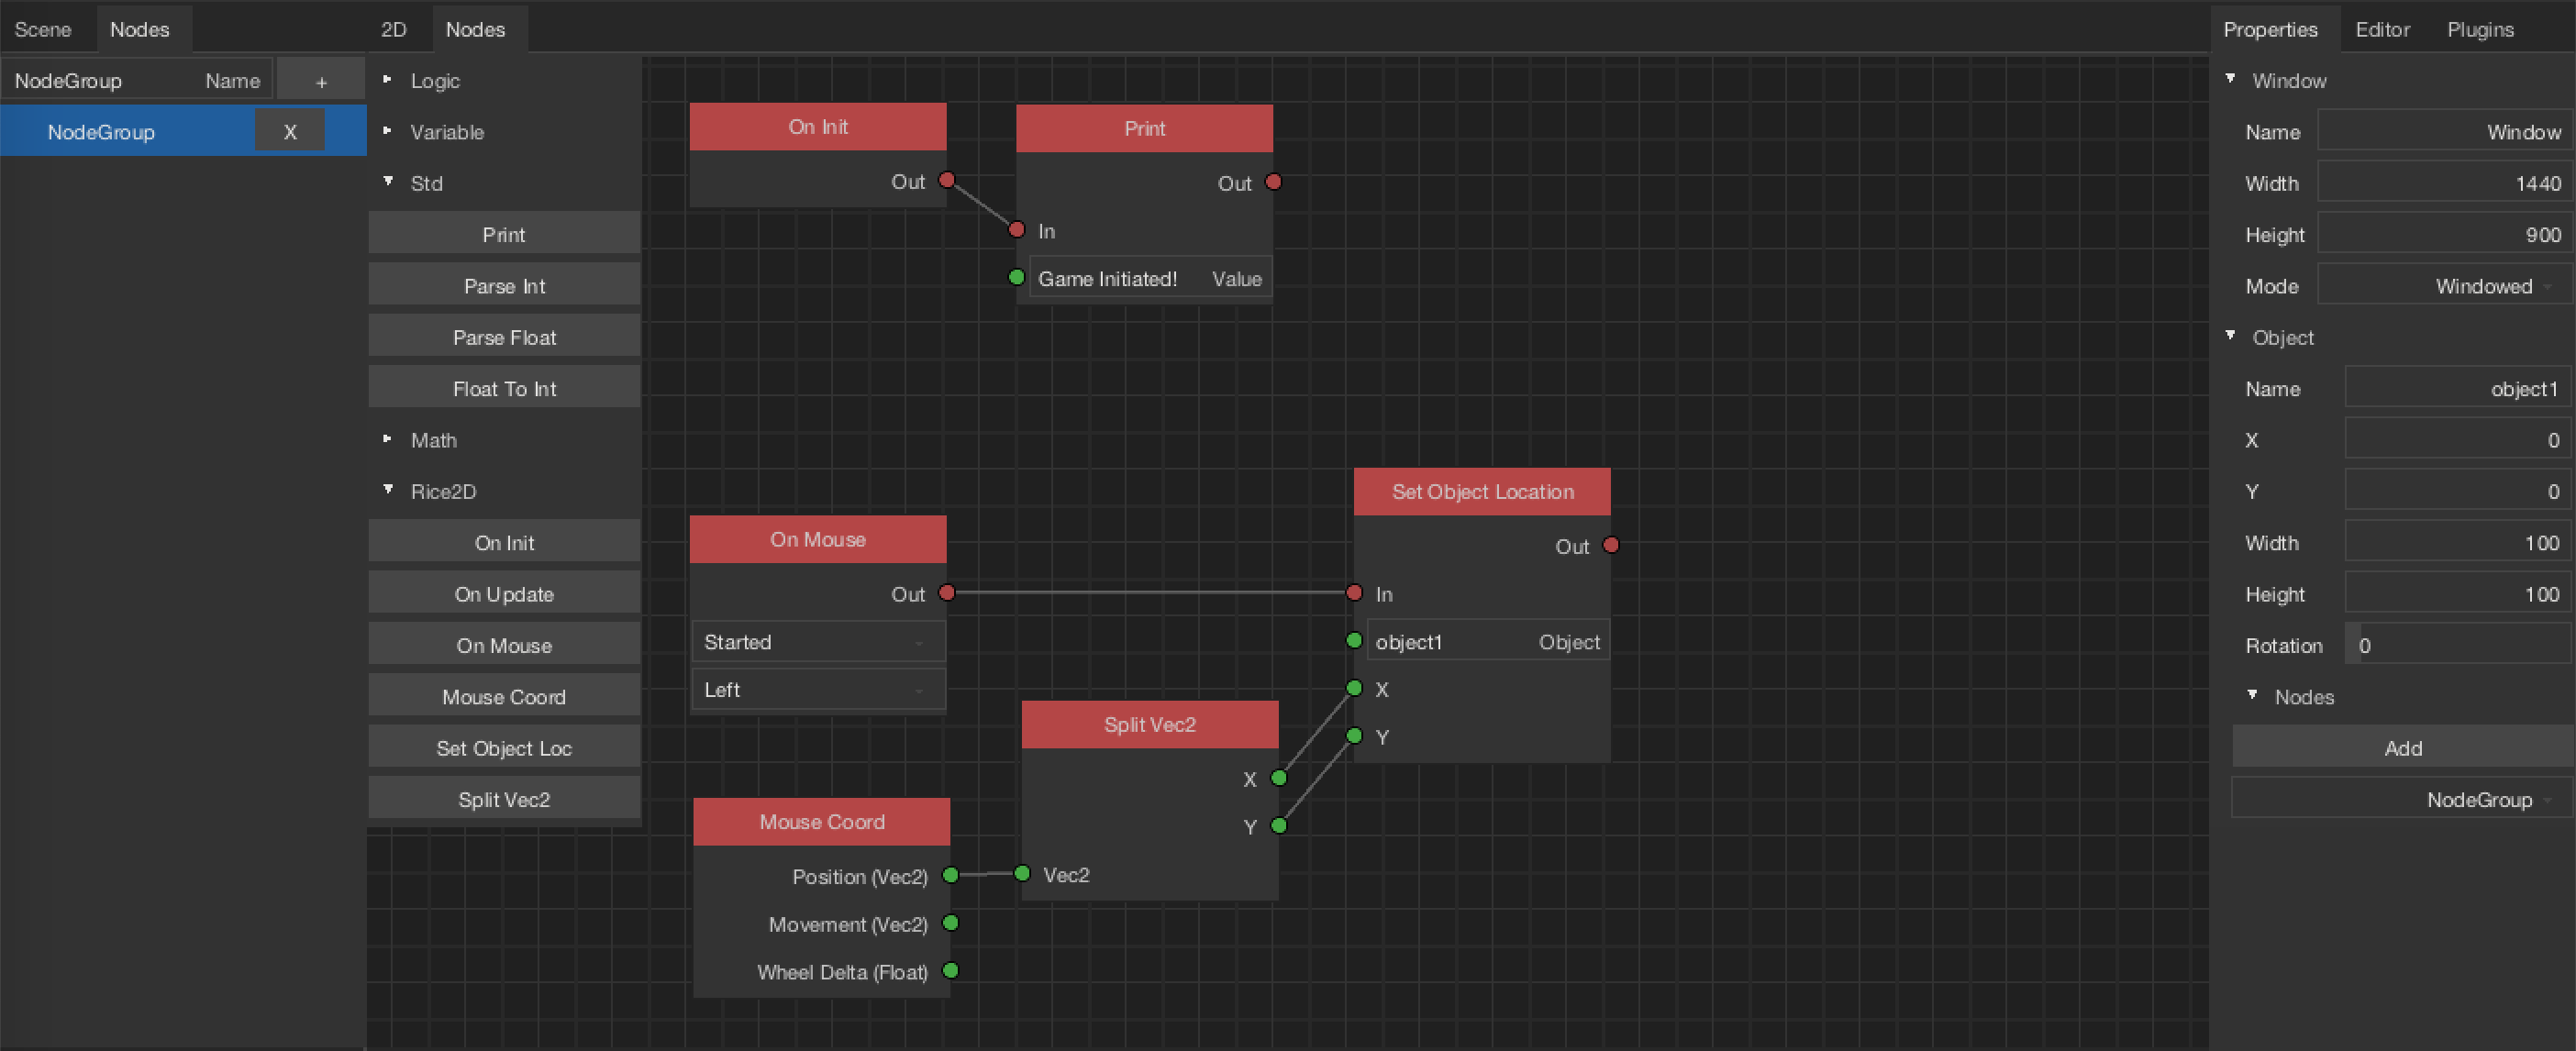 Scene Nodes
NodeGroup Name +
NodeGroup X
2D Nodes
Logic
Variable
Std
Print
Parse Int
Parse Float
Float To Int
Math
Rice2D
On Init
On Update
On Mouse
Mouse Coord
Set Object Loc
Split Vec2
On Init
Out
Print
Out
In
Game Initiated! Value
On Mouse
Out
Started
Left
Mouse Coord
Position (Vec2)
Movement (Vec2)
Wheel Delta (Float)
Split Vec2
X
Y
Vec2
Set Object Location
Out
In
object1 Object
X
Y
Properties Editor Plugins
Window
Name Window
Width 1440
Height 900
Mode Windowed
Object
Name object1
X 0
Y 0
Width 100
Height 100
Rotation 0
Nodes
Add
NodeGroup